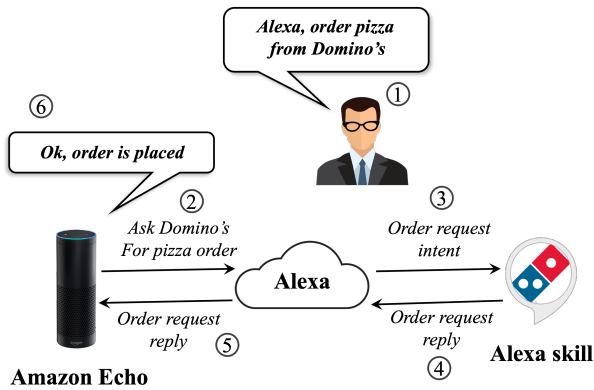 Alexa, order pizza
from Domino's
1
6
Ok, order is placed
2
Ask Domino's
For pizza order
3
Order request
intent
Alexa
Order request
reply
5
Order request
reply
4
Amazon Echo
Alexa skill